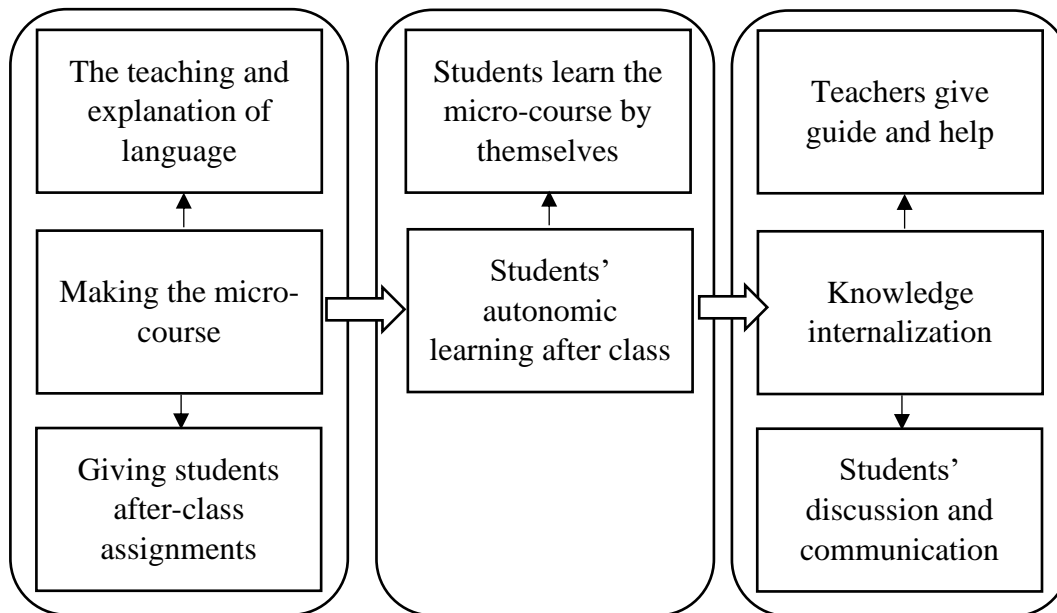 The teaching and
explanation of
language
Making the micro-
course
Giving students
after-class
assignments
Students learn the
micro-course by
themselves
Students’
autonomic
learning after class
Teachers give
guide and help
Knowledge
internalization
Students’
discussion and
communication